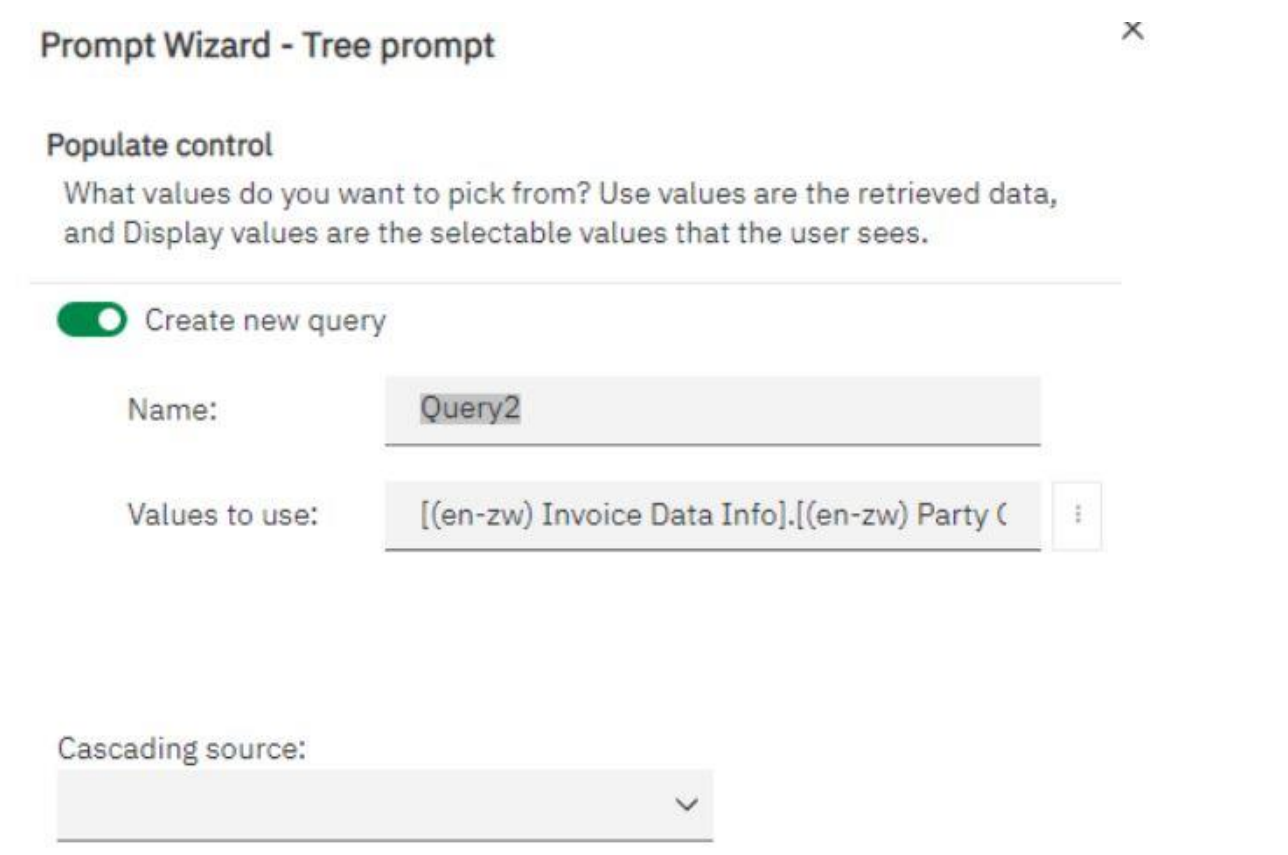 Prompt Wizard - Tree prompt
Populate control
What values do you want to pick from? Use values are the retrieved data,
and Display values are the selectable values that the user sees.
Create new query
Name: Query2
Values to use: [(en-zw) Invoice Data Info].[(en-zw) Party (
Cascading source: